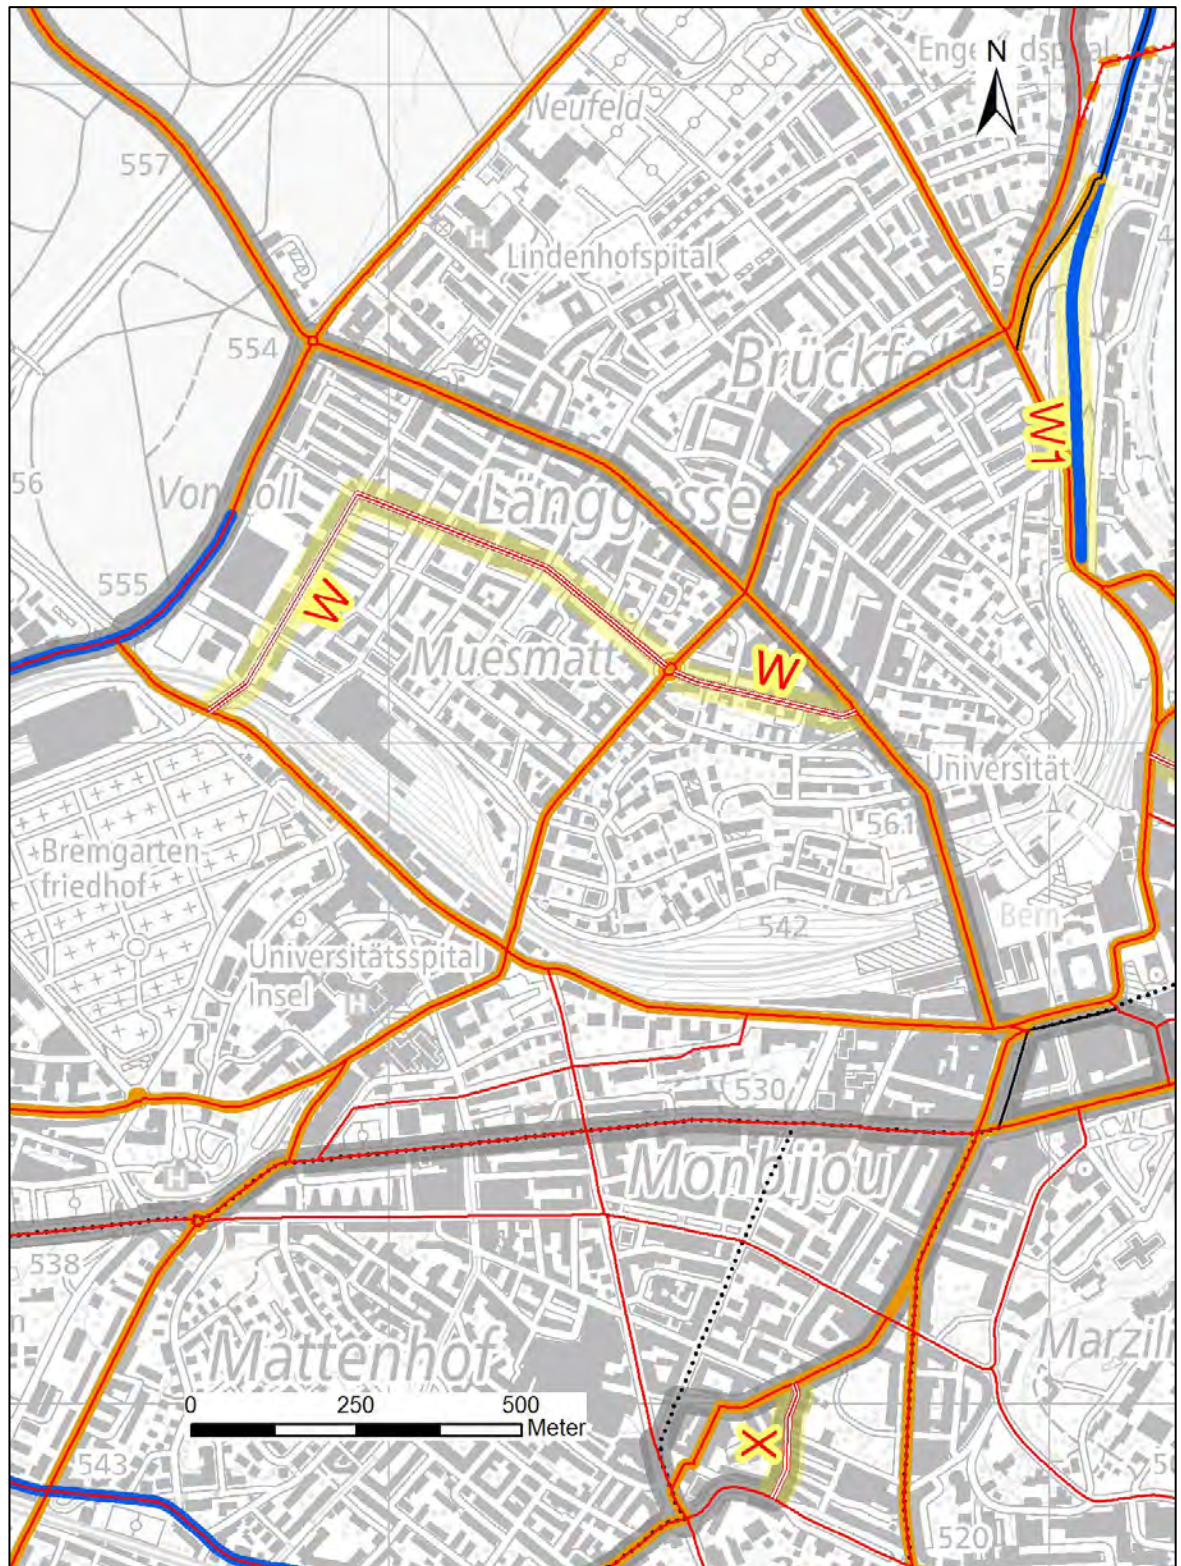 N
Neufeld
557
H
Lindenhofspital
554
Brückfeld
56
Länggasse
W1
555
W
Muesmatt
W
Universität
561
Bremgarten-
friedhof
Bern
542
Universitätsspital
Insel
H
530
Monbijou
H
538
Mattenhof
Marzili
0 250 500
Meter
X
543
520